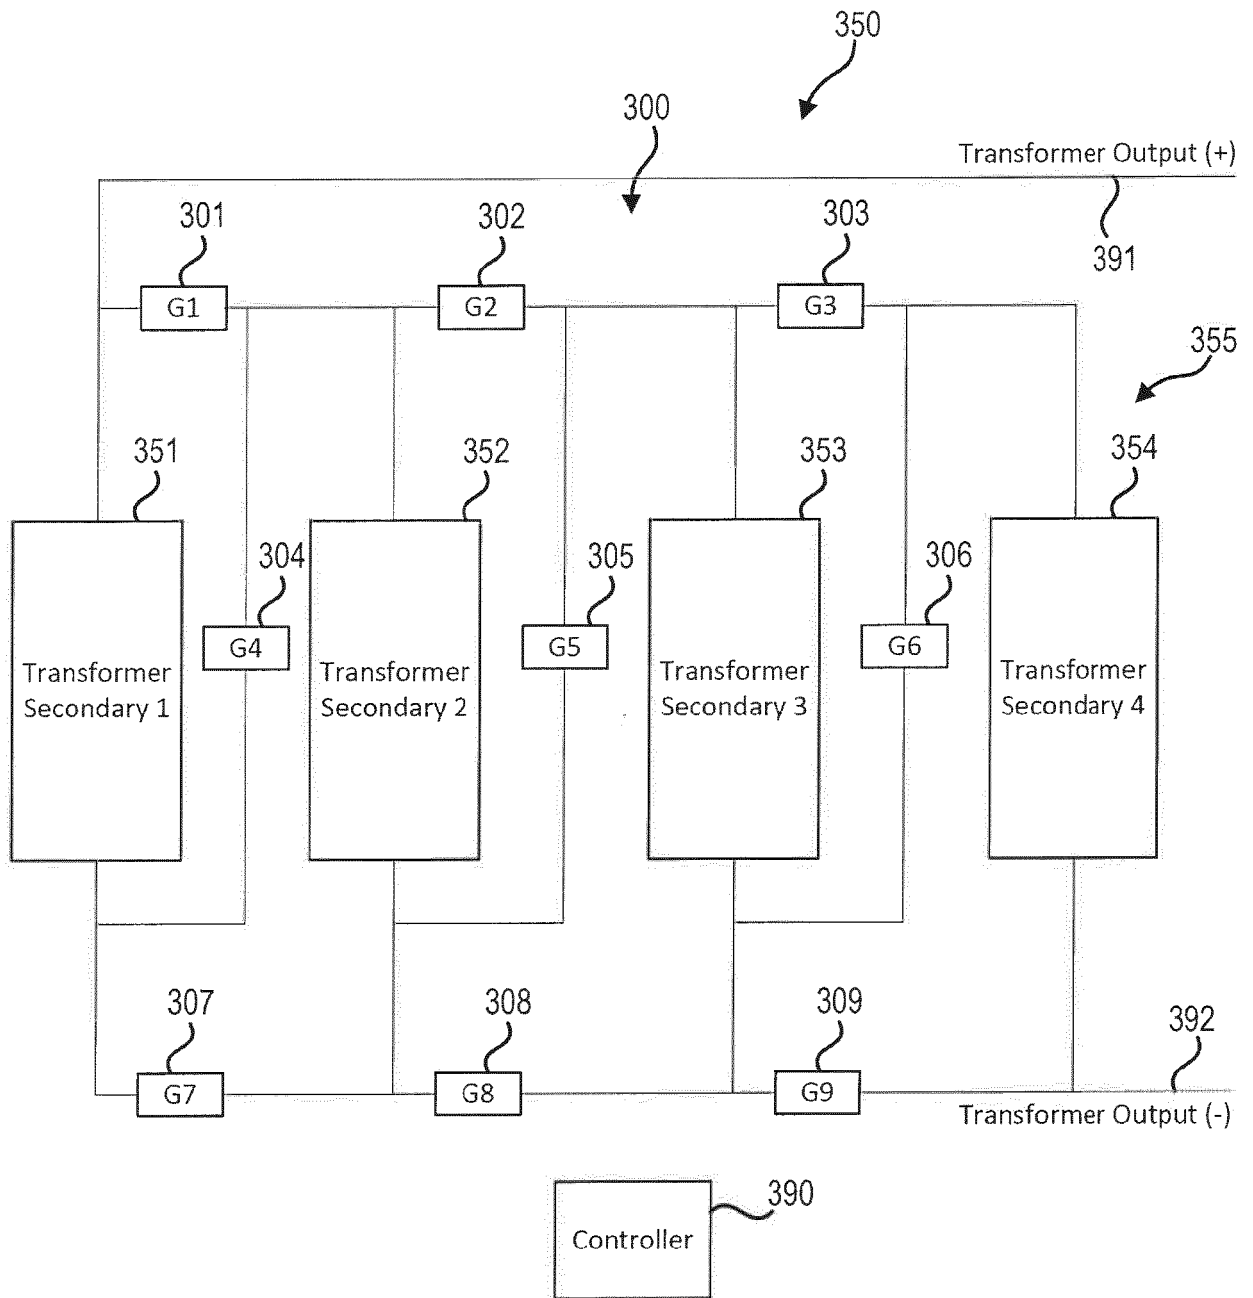 350
300
Transformer Output (+)
301
302
303
391
G1
G2
G3
355
351
352
353
354
304
305
306
G4
G5
G6
Transformer
Secondary 1
Transformer
Secondary 2
Transformer
Secondary 3
Transformer
Secondary 4
307
308
309
392
G7
G8
G9
Transformer Output (-)
390
Controller